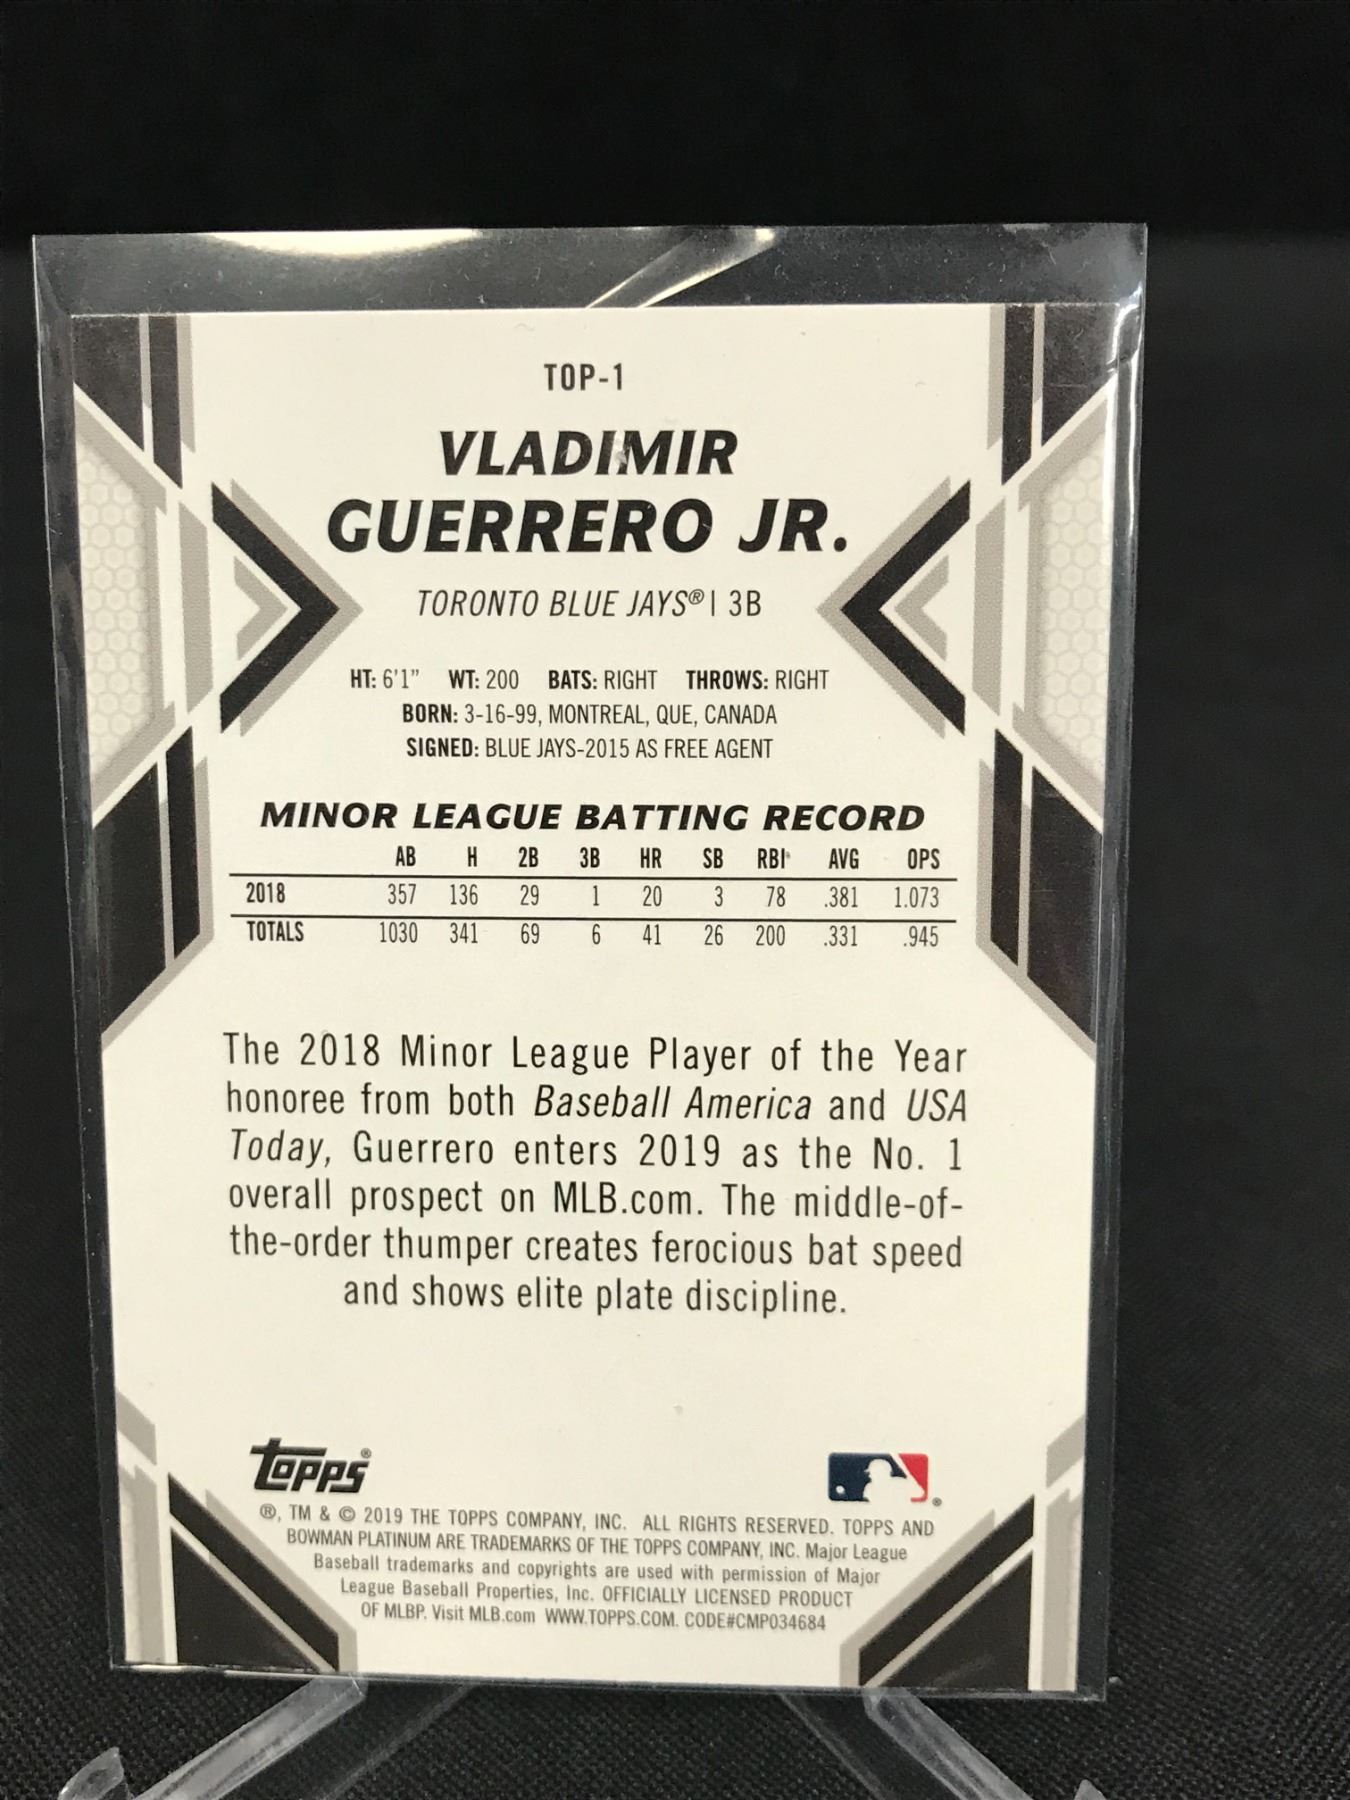 TOP-1
VLADIMIR
GUERRERO JR.
TORONTO BLUE JAYS® | 3B
HT: 6'1" WT: 200 BATS: RIGHT THROWS: RIGHT
BORN: 3-16-99, MONTREAL, QUE, CANADA
SIGNED: BLUE JAYS-2015 AS FREE AGENT
MINOR LEAGUE BATTING RECORD
AB H 2B 3B HR SB RBI AVG OPS
2018 357 136 29 1 20 3 78 .381 1.073
TOTALS 1030 341 69 6 41 26 200 .331 .945
The 2018 Minor League Player of the Year
honoree from both Baseball America and USA
Today, Guerrero enters 2019 as the No. 1
overall prospect on MLB.com. The middle-of-
the-order thumper creates ferocious bat speed
and shows elite plate discipline.
topps®
®, TM & © 2019 THE TOPPS COMPANY, INC. ALL RIGHTS RESERVED. TOPPS AND
BOWMAN PLATINUM ARE TRADEMARKS OF THE TOPPS COMPANY, INC. Major League
Baseball trademarks and copyrights are used with permission of Major
League Baseball Properties, Inc. OFFICIALLY LICENSED PRODUCT
OF MLBP. Visit MLB.com WWW.TOPPS.COM. CODE#CMP034684